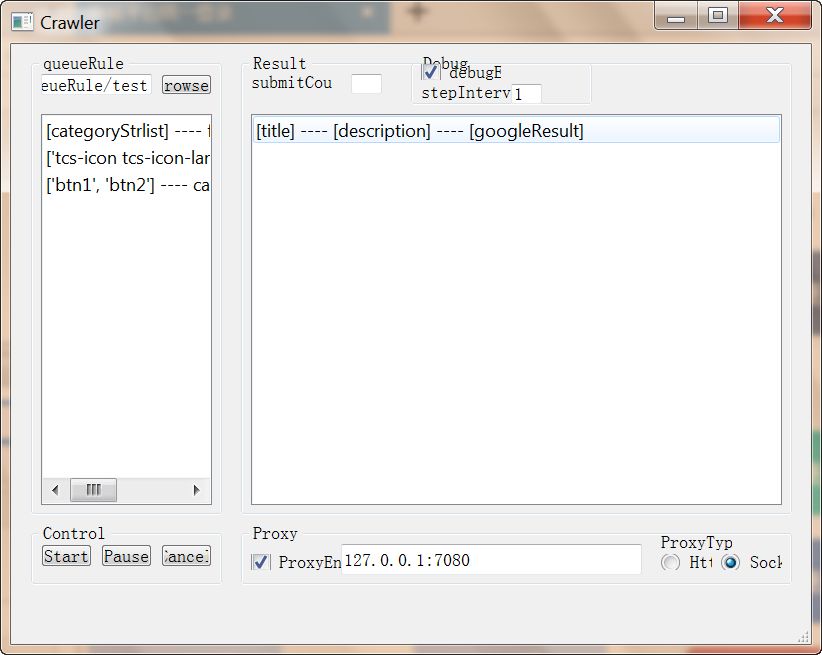 Crawler
queueRule
eueRule/test
rowse
[categoryStrlist] ----
['tcs-icon tcs-icon-lar
['btn1', 'btn2'] ---- ca
Result
submitCou
Debug
debugE
stepInterv 1
[title] ---- [description] ---- [googleResult]
Control
Start Pause ancel
Proxy
ProxyEn 127.0.0.1:7080
ProxyTyp
Htt Sock